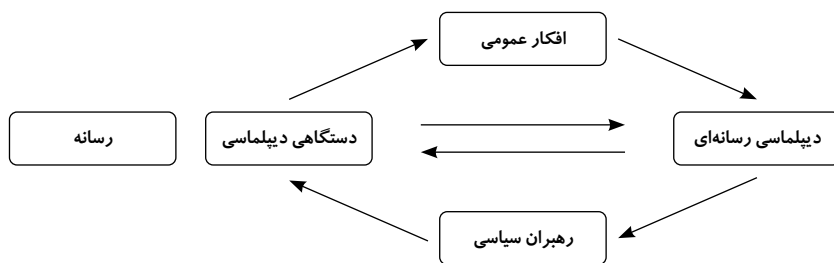 افکار عمومی
دیپلماسی رسانه‌ای
دستگاهی دیپلماسی
رسانه
رهبران سیاسی